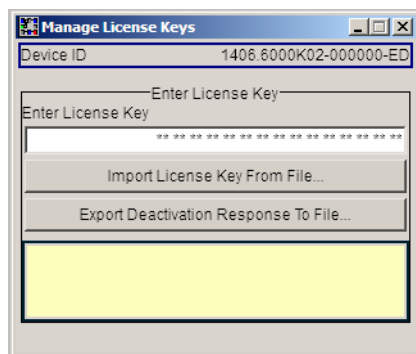 Manage License Keys
Device ID 1406.6000K02-000000-ED
Enter License Key
Enter License Key
** ** ** ** ** ** ** ** ** ** ** ** ** ** **
Import License Key From File...
Export Deactivation Response To File...